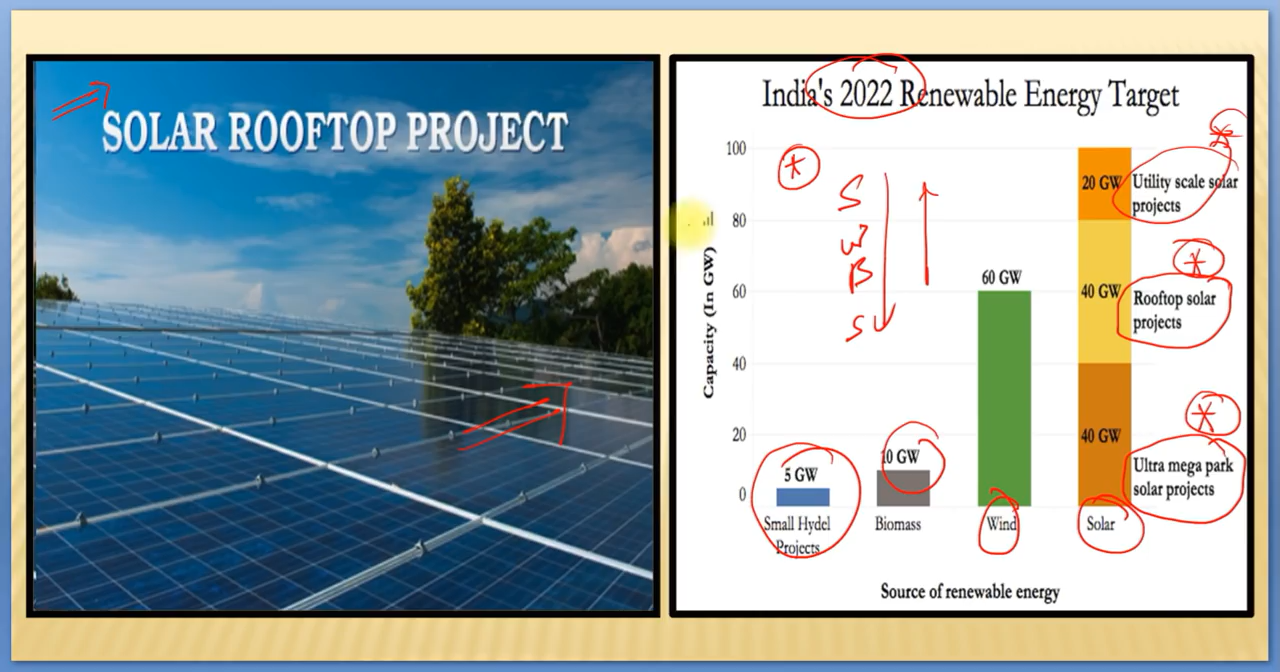 SOLAR ROOFTOP PROJECT
India's 2022 Renewable Energy Target
100
80
60
40
20
0
Capacity (In GW)
S
W
B
S
5 GW
10 GW
60 GW
20 GW
Utility scale solar
projects
40 GW
Rooftop solar
projects
40 GW
Ultra mega park
solar projects
Small Hydel
Projects
Biomass
Wind
Solar
Source of renewable energy